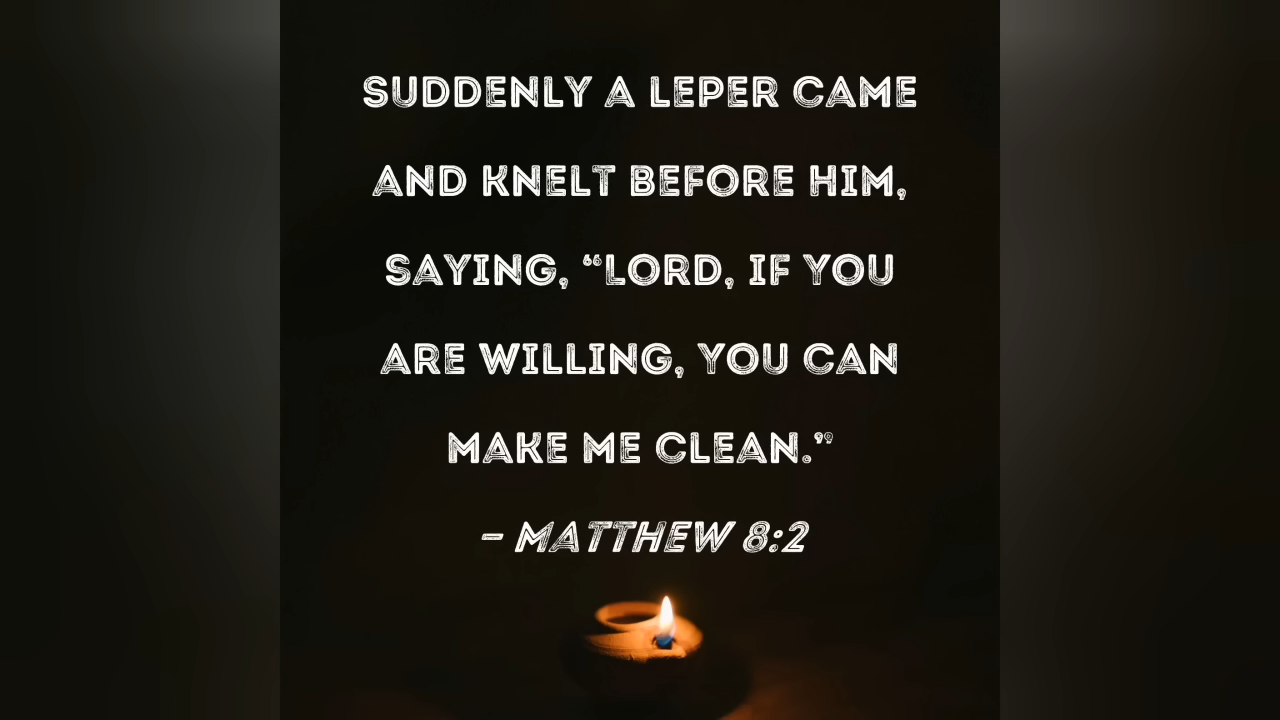 SUDDENLY A LEPER CAME
AND KNELT BEFORE HIM,
SAYING, “LORD, IF YOU
ARE WILLING, YOU CAN
MAKE ME CLEAN.”
– MATTHEW 8:2